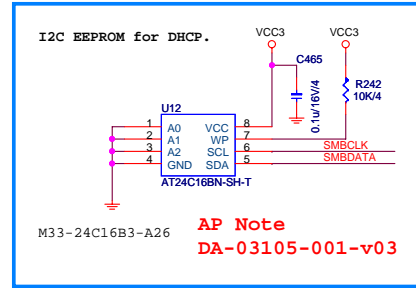 I2C EEPROM for DHCP.
VCC3
VCC3
C465
0.1u/16V/4
R242
10K/4
U12
1 A0 VCC 8
2 A1 WP 7
3 A2 SCL 6 SMBCLK
4 GND SDA 5 SMBDATA
AT24C16BN-SH-T
M33-24C16B3-A26
AP Note
DA-03105-001-v03